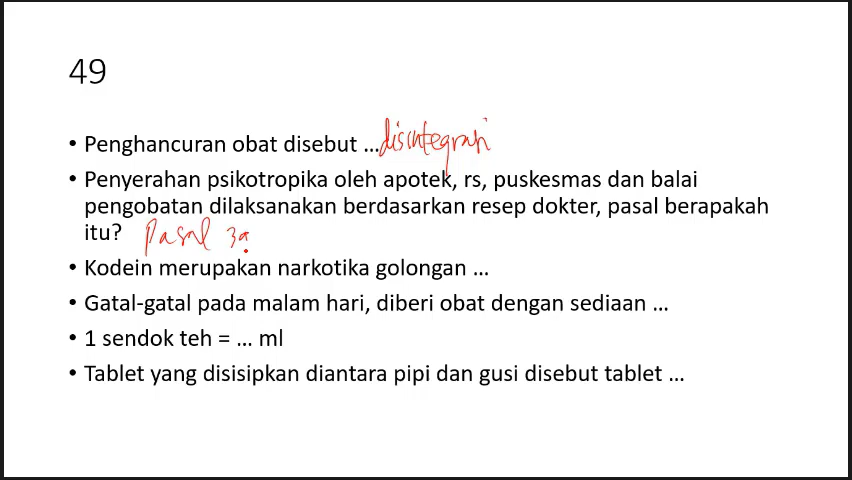 49
• Penghancuran obat disebut … disintegrasi
• Penyerahan psikotropika oleh apotek, rs, puskesmas dan balai
pengobatan dilaksanakan berdasarkan resep dokter, pasal berapakah
itu? Pasal
• Kodein merupakan narkotika golongan …
• Gatal-gatal pada malam hari, diberi obat dengan sediaan …
• 1 sendok teh = … ml
• Tablet yang disisipkan diantara pipi dan gusi disebut tablet …